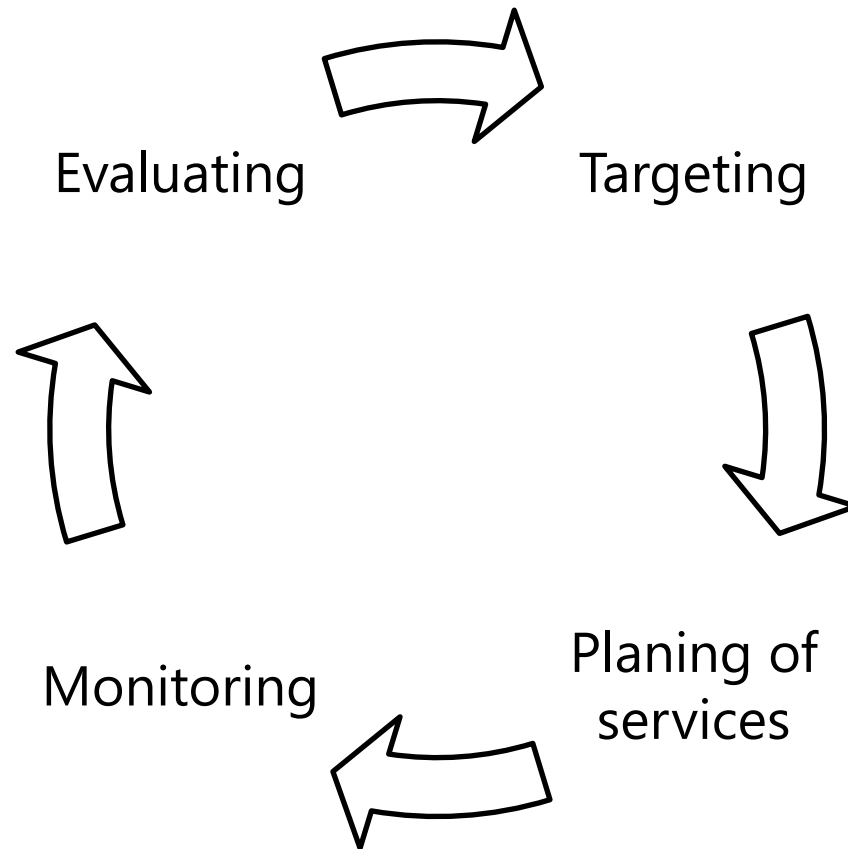 Evaluating
Targeting
Planing of
services
Monitoring